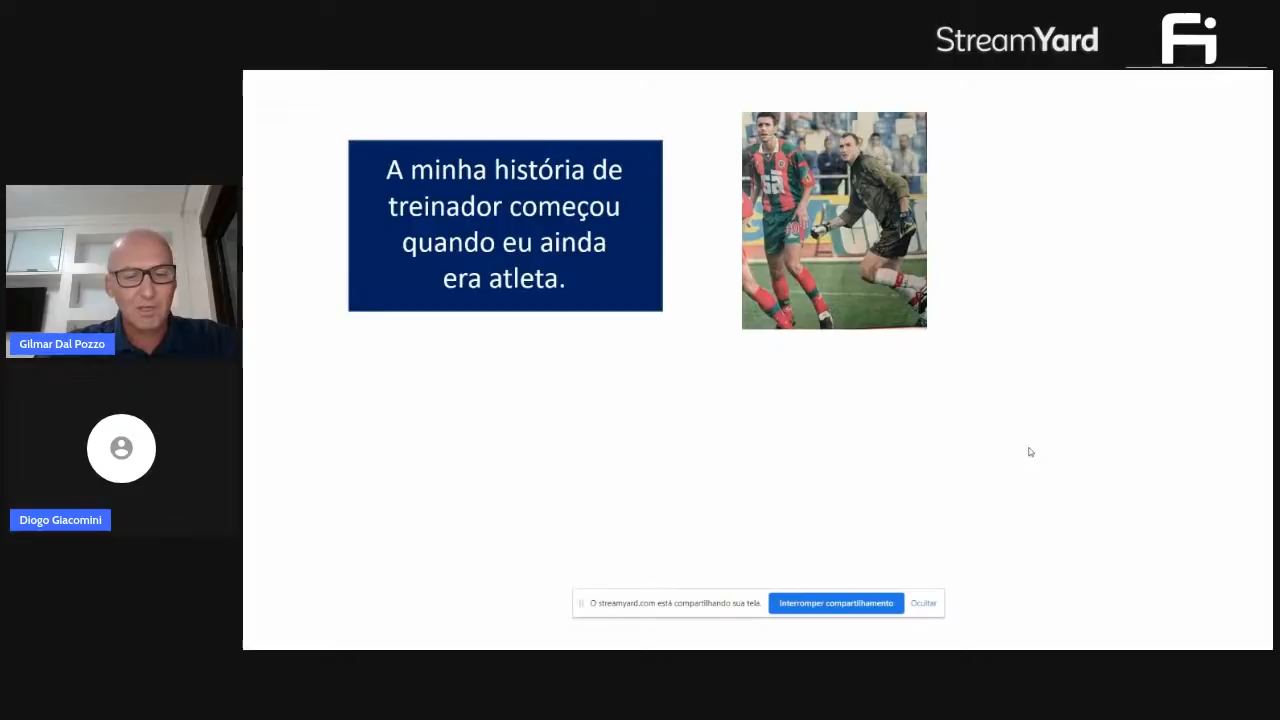 StreamYard
A minha história de
treinador começou
quando eu ainda
era atleta.
Gilmar Dal Pozzo
Diogo Giacomini
O streamyard.com está compartilhando sua tela.
Interromper compartilhamento
Ocultar